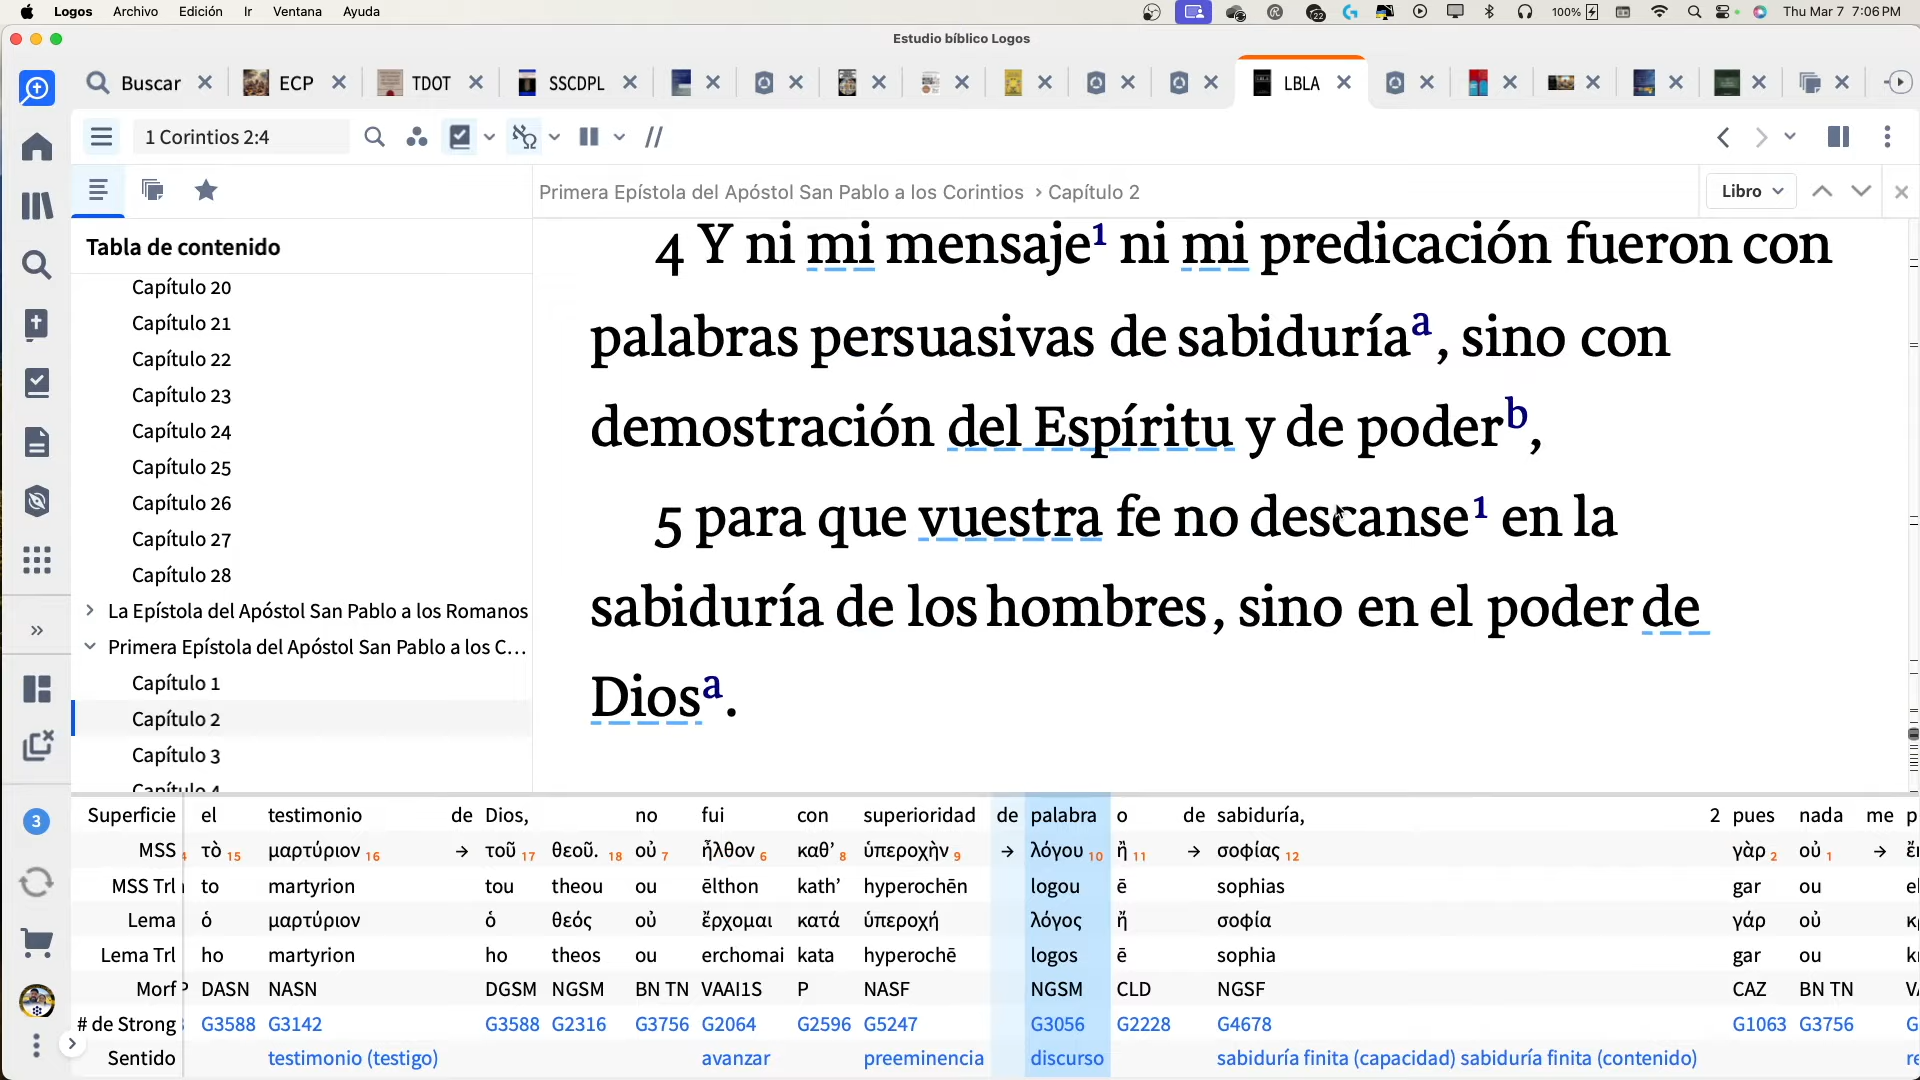 Logos Archivo Edición Ir Ventana Ayuda 22 100% Thu Mar 7 7:06 PM
Estudio bíblico Logos
Buscar ECP TDOT SSCDPL LBLA
1 Corintios 2:4
Primera Epístola del Apóstol San Pablo a los Corintios › Capítulo 2 Libro
Tabla de contenido
Capítulo 20
Capítulo 21
Capítulo 22
Capítulo 23
Capítulo 24
Capítulo 25
Capítulo 26
Capítulo 27
Capítulo 28
La Epístola del Apóstol San Pablo a los Romanos
Primera Epístola del Apóstol San Pablo a los C...
Capítulo 1
Capítulo 2
Capítulo 3
Capítulo 4
4 Y ni mi mensaje1 ni mi predicación fueron con
palabras persuasivas de sabiduríaa, sino con
demostración del Espíritu y de poderb,
5 para que vuestra fe no descanse1 en la
sabiduría de los hombres, sino en el poder de
Diosa.
3
Superficie el testimonio de Dios, no fui con superioridad de palabra o de sabiduría, 2 pues nada me p
MSS τὸ 15 μαρτύριον 16 → τοῦ 17 θεοῦ. 18 οὐ 7 ἦλθον 6 καθ’ 8 ὑπεροχὴν 9 → λόγου 10 ἢ 11 → σοφίας 12 γὰρ 2 οὐ 1 →
MSS Trl to martyrion tou theou ou ēlthon kath’ hyperochēn logou ē sophias gar ou
Lema ὁ μαρτύριον ὁ θεός οὐ ἔρχομαι κατά ὑπεροχή λόγος ἤ σοφία γάρ οὐ
Lema Trl ho martyrion ho theos ou erchomai kata hyperochē logos ē sophia gar ou
Morf DASN NASN DGSM NGSM BN TN VAAI1S P NASF NGSM CLD NGSF CAZ BN TN
# de Strong G3588 G3142 G3588 G2316 G3756 G2064 G2596 G5247 G3056 G2228 G4678 G1063 G3756
Sentido testimonio (testigo) avanzar preeminencia discurso sabiduría finita (capacidad) sabiduría finita (contenido)